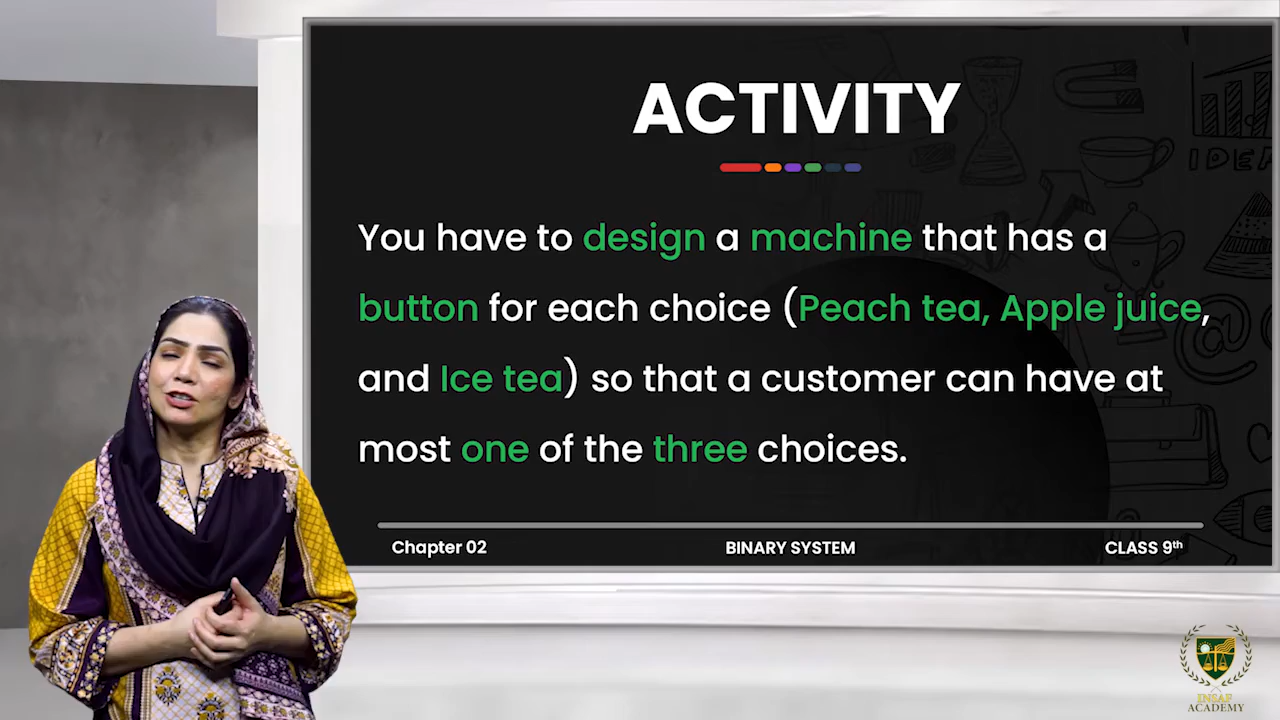 ACTIVITY
You have to design a machine that has a
button for each choice (Peach tea, Apple juice,
and Ice tea) so that a customer can have at
most one of the three choices.
Chapter 02
BINARY SYSTEM
CLASS 9th
IDEA
INSAF
ACADEMY